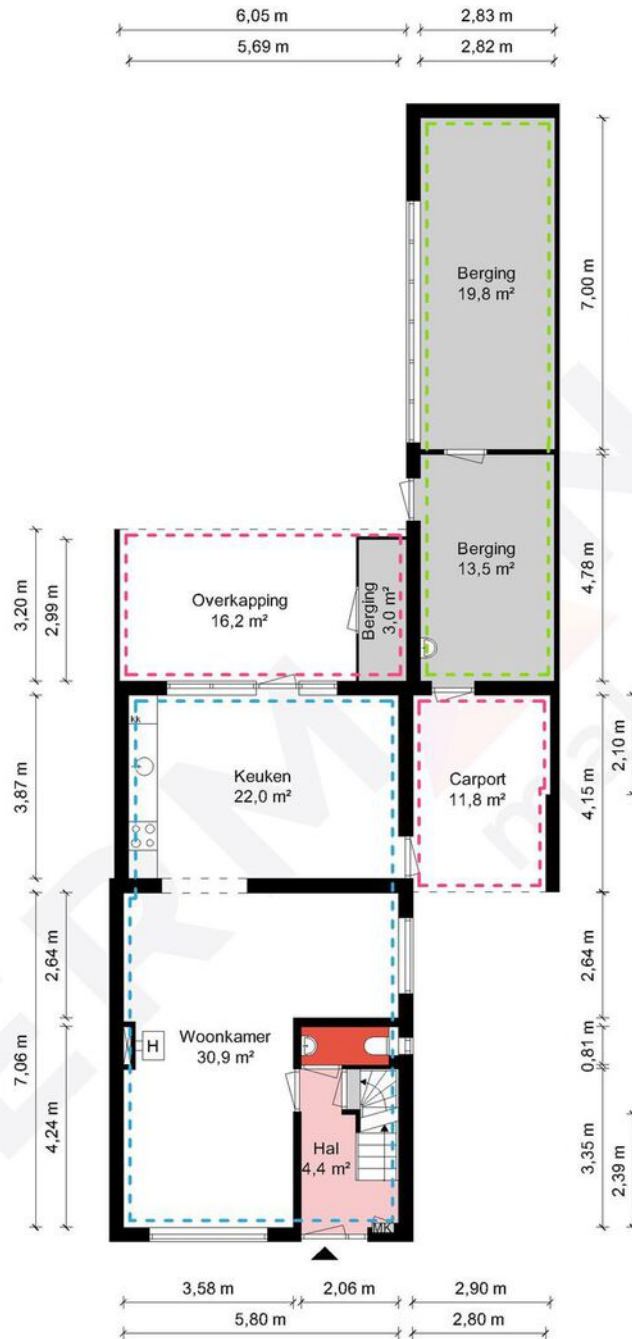 6,05 m
2,83 m
5,69 m
2,82 m
Berging
19,8 m²
7,00 m
Berging
13,5 m²
4,78 m
3,20 m
2,99 m
Overkapping
16,2 m²
Berging
3,0 m²
kk
Keuken
22,0 m²
3,87 m
Carport
11,8 m²
4,15 m
2,10 m
2,64 m
2,64 m
7,06 m
H
Woonkamer
30,9 m²
0,81 m
4,24 m
Hal
4,4 m²
3,35 m
2,39 m
MK
3,58 m
2,06 m
2,90 m
5,80 m
2,80 m